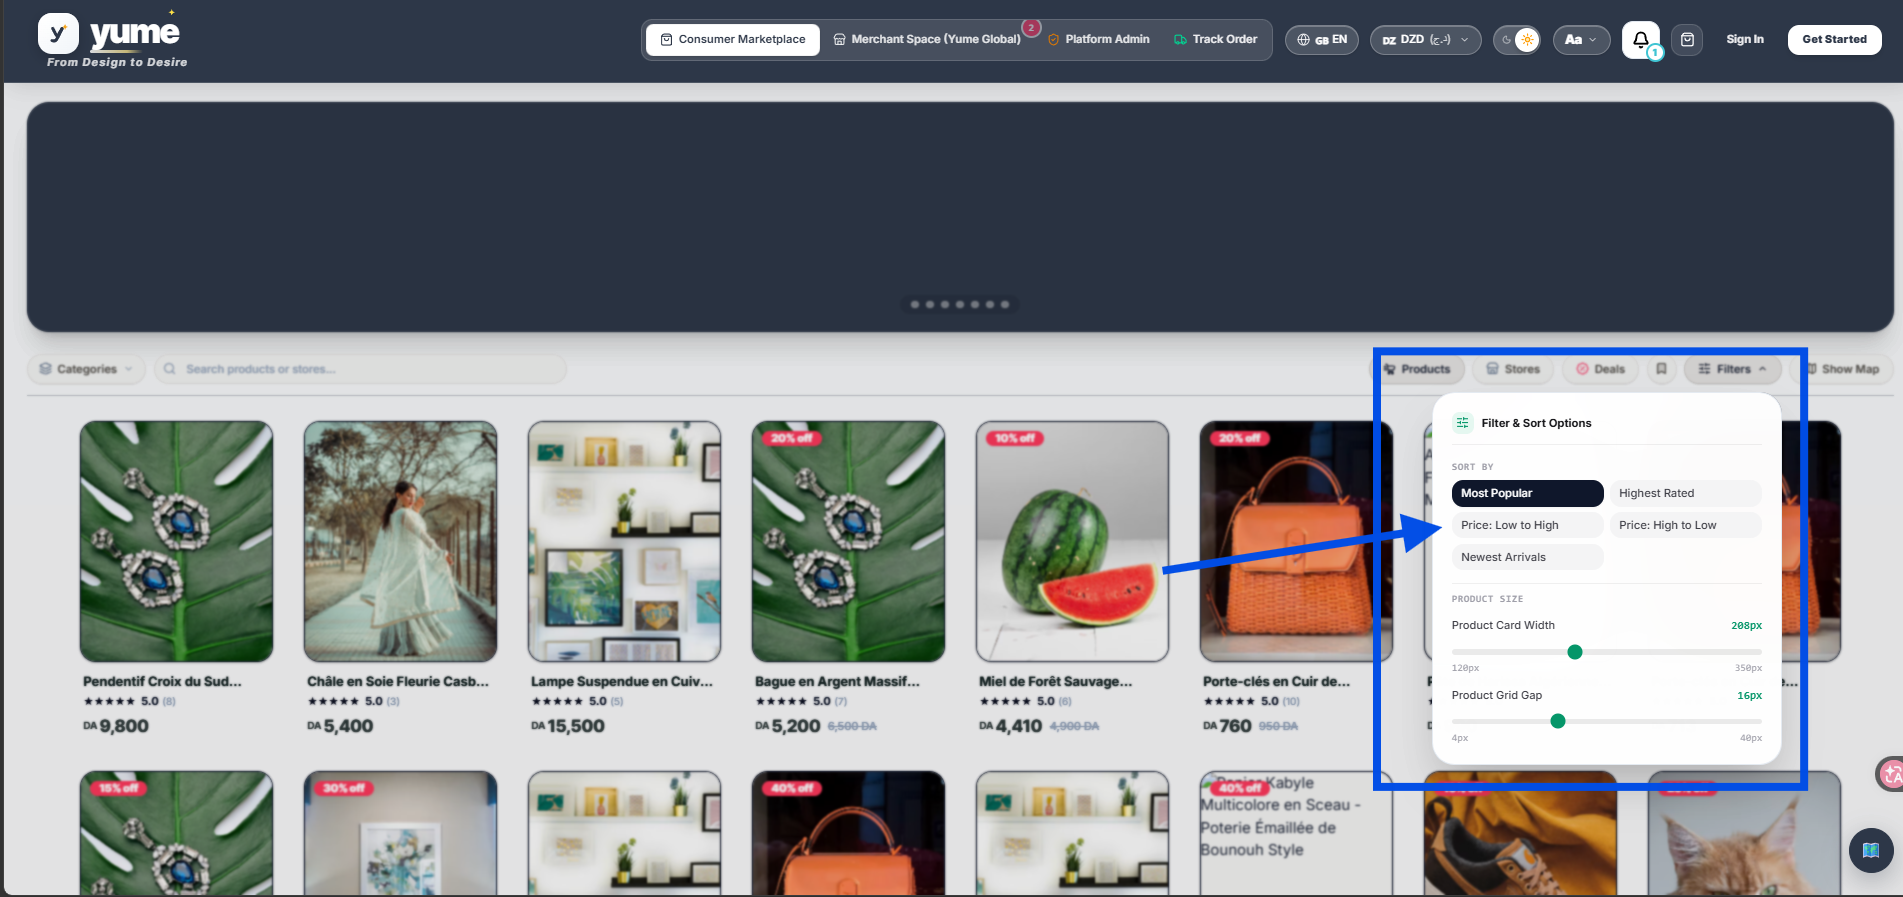 yume
From Design to Desire
Consumer Marketplace
Merchant Space (Yume Global)
2
Platform Admin
Track Order
GB EN
DZ DZD (د.ج)
Aa
1
Sign In
Get Started
Categories
Search products or stores...
Products
Stores
Deals
Filters
Show Map
Filter & Sort Options
SORT BY
Most Popular
Highest Rated
Price: Low to High
Price: High to Low
Newest Arrivals
PRODUCT SIZE
Product Card Width
208px
120px
350px
Product Grid Gap
16px
4px
40px
20% off
10% off
20% off
Pendentif Croix du Sud...
5.0 (8)
DA 9,800
Châle en Soie Fleurie Casb...
5.0 (3)
DA 5,400
Lampe Suspendue en Cuiv...
5.0 (5)
DA 15,500
Bague en Argent Massif...
5.0 (7)
DA 5,200 6,500 DA
Miel de Forêt Sauvage...
5.0 (6)
DA 4,410 4,900 DA
Porte-clés en Cuir de...
5.0 (10)
DA 760 950 DA
15% off
30% off
40% off
40% off
Panier Kabyle
Multicolore en Sceau -
Poterie Émaillée de
Bounouh Style